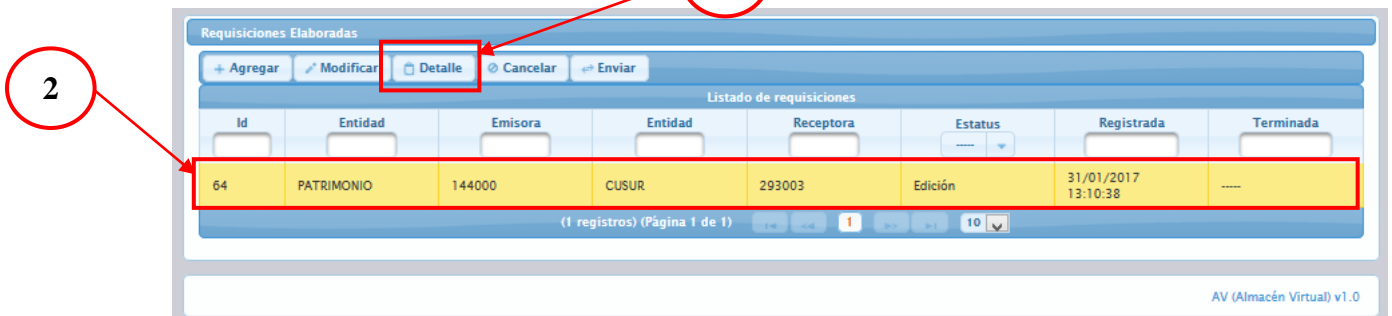 Requisiciones Elaboradas
Agregar Modificar Detalle Cancelar Enviar
Listado de requisiciones
2
Id Entidad Emisora Entidad Receptora Estatus Registrada Terminada
-----
64 PATRIMONIO 144000 CUSUR 293003 Edición 31/01/2017 13:10:38 -----
(1 registros) (Página 1 de 1) 1 10
AV (Almacén Virtual) v1.0